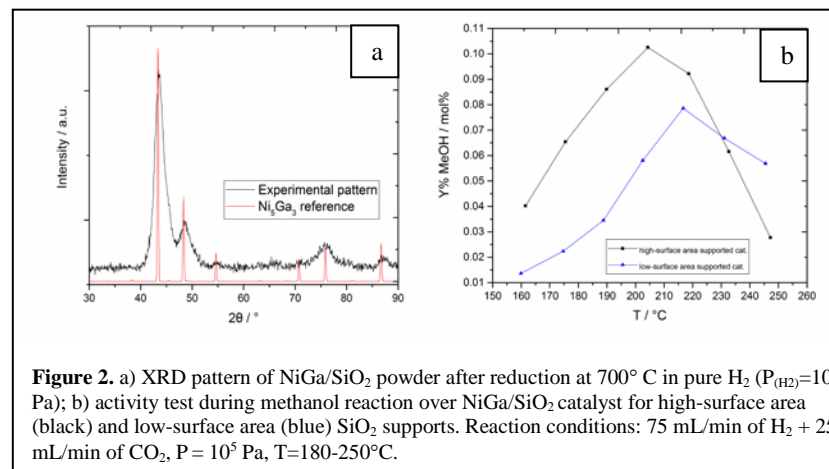 a
Intensity / a.u.
Experimental pattern
Ni5Ga3 reference
30 40 50 60 70 80 90
2θ / °
b
Y% MeOH / mol%
0.11
0.10
0.09
0.08
0.07
0.06
0.05
0.04
0.03
0.02
0.01
high-surface area supported cat.
low-surface area supported cat.
150 160 170 180 190 200 210 220 230 240 250 260
T / °C
Figure 2. a) XRD pattern of NiGa/SiO2 powder after reduction at 700° C in pure H2 (P(H2)=10
Pa); b) activity test during methanol reaction over NiGa/SiO2 catalyst for high-surface area
(black) and low-surface area (blue) SiO2 supports. Reaction conditions: 75 mL/min of H2 + 25
mL/min of CO2, P = 10⁵ Pa, T=180-250°C.